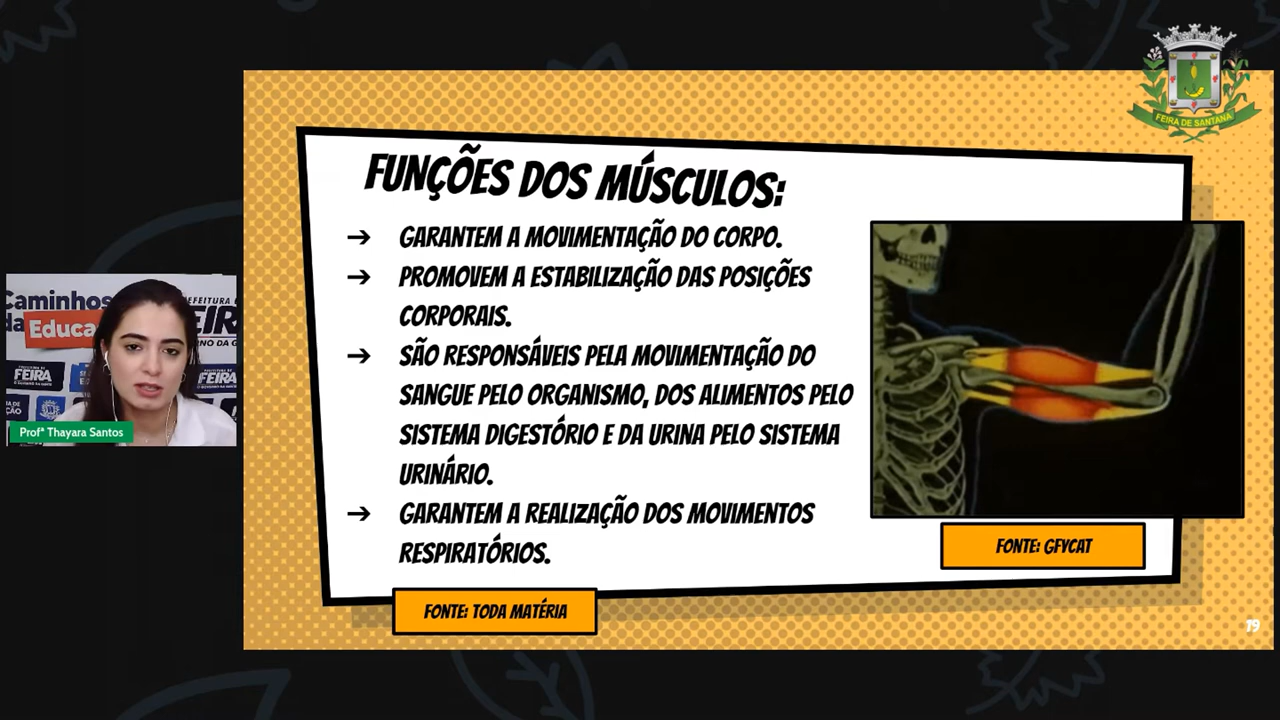 FEIRA DE SANTANA
FUNÇÕES DOS MÚSCULOS:
➔ GARANTEM A MOVIMENTAÇÃO DO CORPO.
➔ PROMOVEM A ESTABILIZAÇÃO DAS POSIÇÕES
CORPORAIS.
➔ SÃO RESPONSÁVEIS PELA MOVIMENTAÇÃO DO
SANGUE PELO ORGANISMO, DOS ALIMENTOS PELO
SISTEMA DIGESTÓRIO E DA URINA PELO SISTEMA
URINÁRIO.
➔ GARANTEM A REALIZAÇÃO DOS MOVIMENTOS
RESPIRATÓRIOS.
FONTE: GFYCAT
FONTE: TODA MATÉRIA
19
Caminhos
da Educa
FEIRA
FEIRA
Profª Thayara Santos